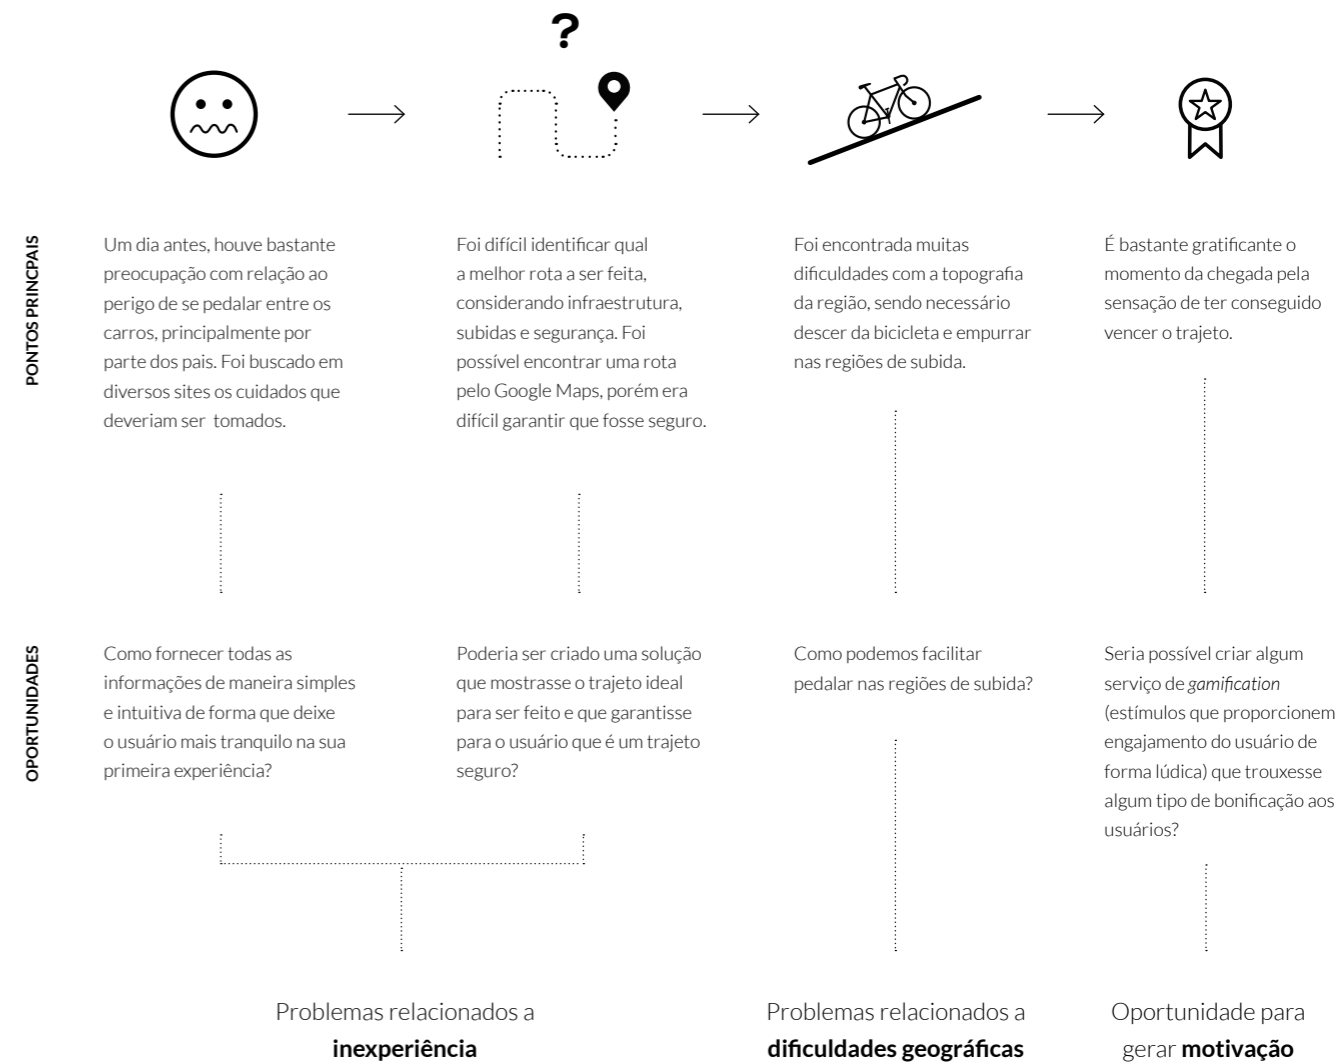 ?
PONTOS PRINCPAIS
Um dia antes, houve bastante
preocupação com relação ao
perigo de se pedalar entre os
carros, principalmente por
parte dos pais. Foi buscado em
diversos sites os cuidados que
deveriam ser tomados.
Foi difícil identificar qual
a melhor rota a ser feita,
considerando infraestrutura,
subidas e segurança. Foi
possível encontrar uma rota
pelo Google Maps, porém era
difícil garantir que fosse seguro.
Foi encontrada muitas
dificuldades com a topografia
da região, sendo necessário
descer da bicicleta e empurrar
nas regiões de subida.
É bastante gratificante o
momento da chegada pela
sensação de ter conseguido
vencer o trajeto.
OPORTUNIDADES
Como fornecer todas as
informações de maneira simples
e intuitiva de forma que deixe
o usuário mais tranquilo na sua
primeira experiência?
Poderia ser criado uma solução
que mostrasse o trajeto ideal
para ser feito e que garantisse
para o usuário que é um trajeto
seguro?
Como podemos facilitar
pedalar nas regiões de subida?
Seria possível criar algum
serviço de gamification
(estímulos que proporcionem
engajamento do usuário de
forma lúdica) que trouxesse
algum tipo de bonificação aos
usuários?
Problemas relacionados a
inexperiência
Problemas relacionados a
dificuldades geográficas
Oportunidade para
gerar motivação